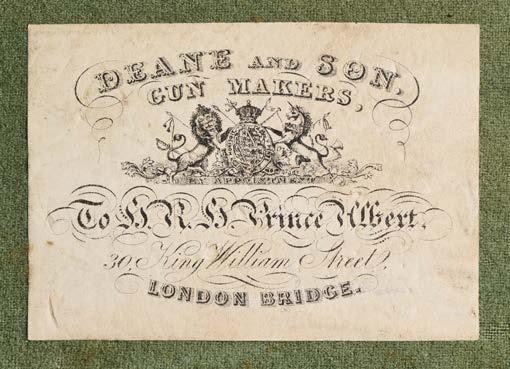 DEANE AND SON,
GUN MAKERS,
BY APPOINTMENT
To H.R.H Prince Albert.
30, King William Street,
LONDON BRIDGE.